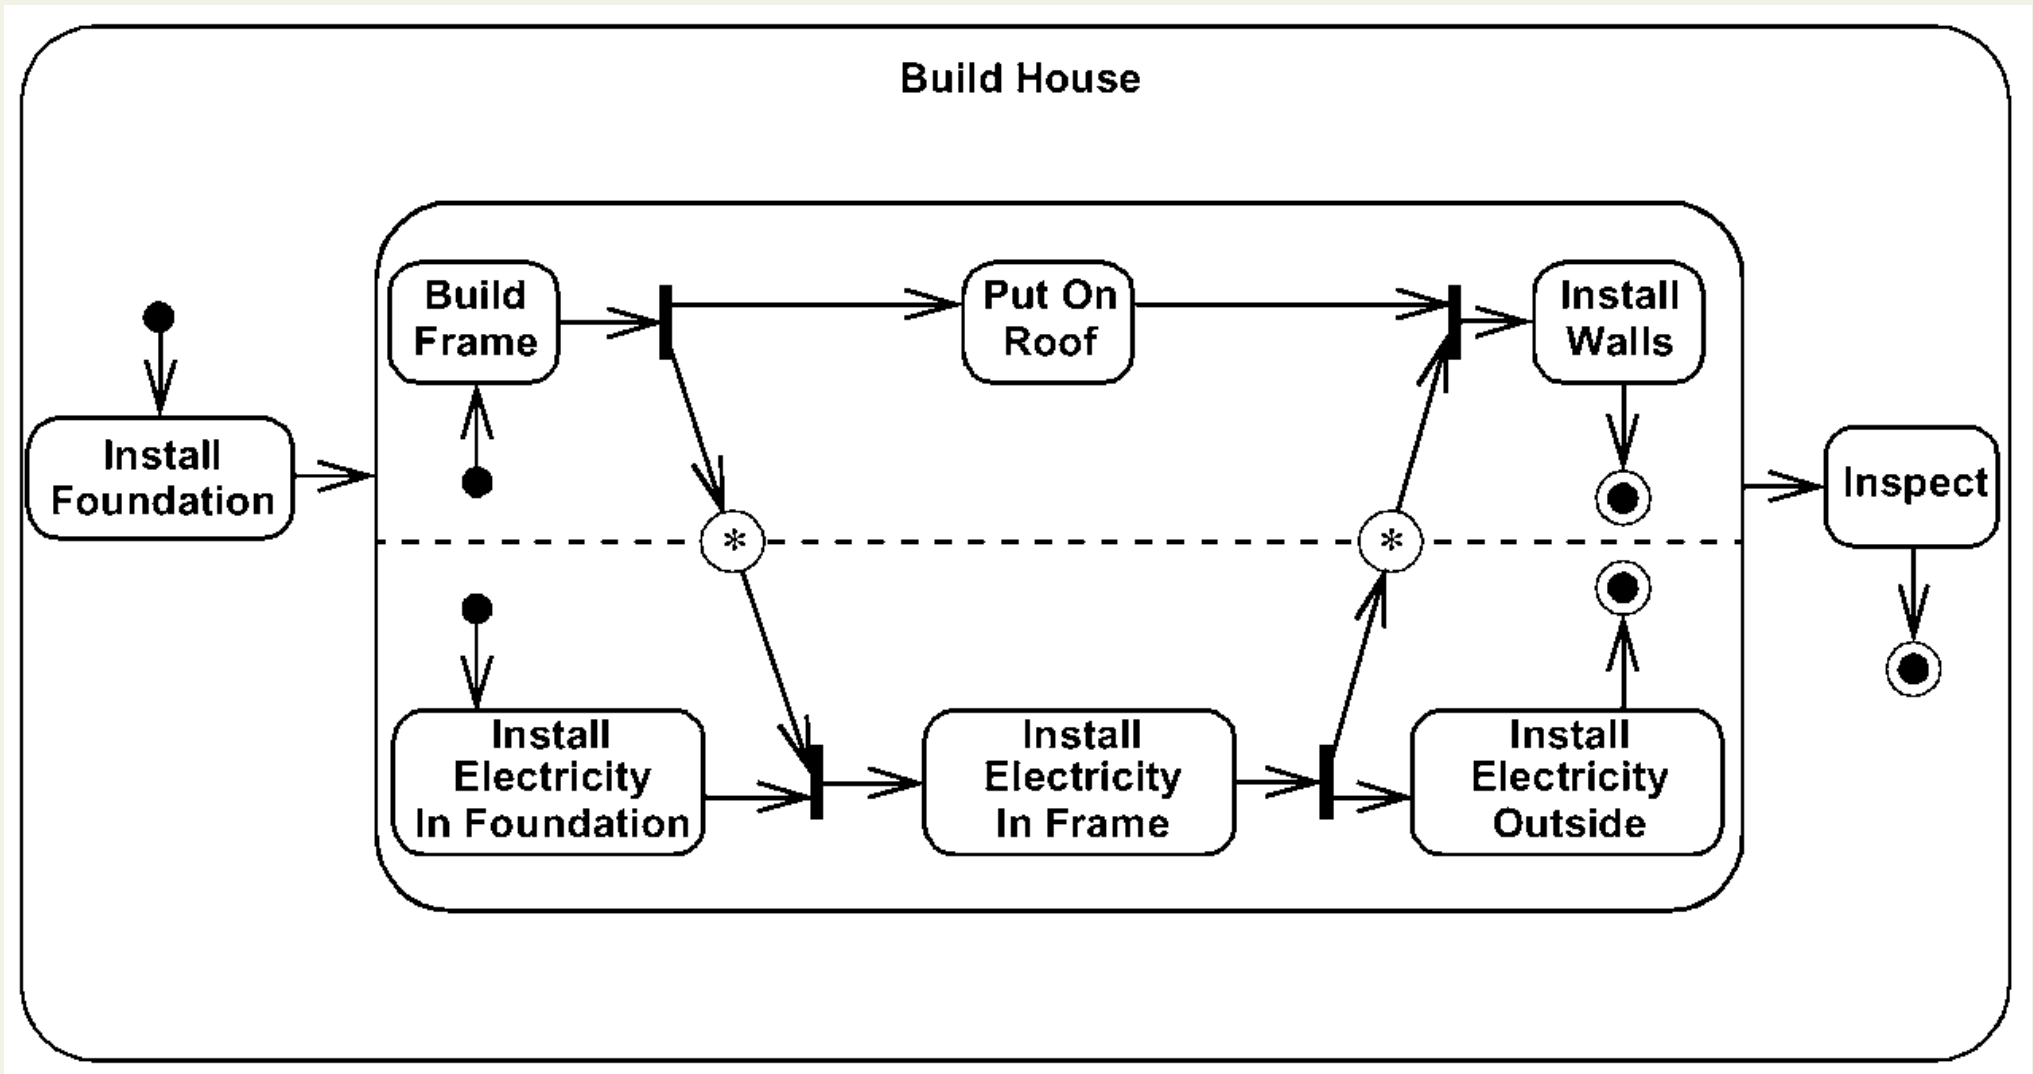 Build House
Install
Foundation
Build
Frame
Put On
Roof
Install
Walls
*
*
Install
Electricity
In Foundation
Install
Electricity
In Frame
Install
Electricity
Outside
Inspect